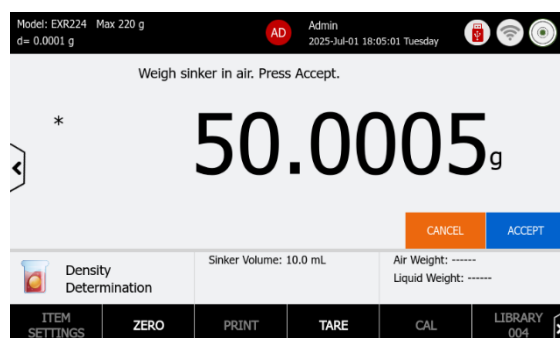 Model: EXR224 Max 220 g
d= 0.0001 g
AD
Admin
2025-Jul-01 18:05:01 Tuesday
Weigh sinker in air. Press Accept.
*
50.0005 g
CANCEL
ACCEPT
Density
Determination
Sinker Volume: 10.0 mL
Air Weight: ------
Liquid Weight: ------
ITEM
SETTINGS
ZERO
PRINT
TARE
CAL
LIBRARY
004